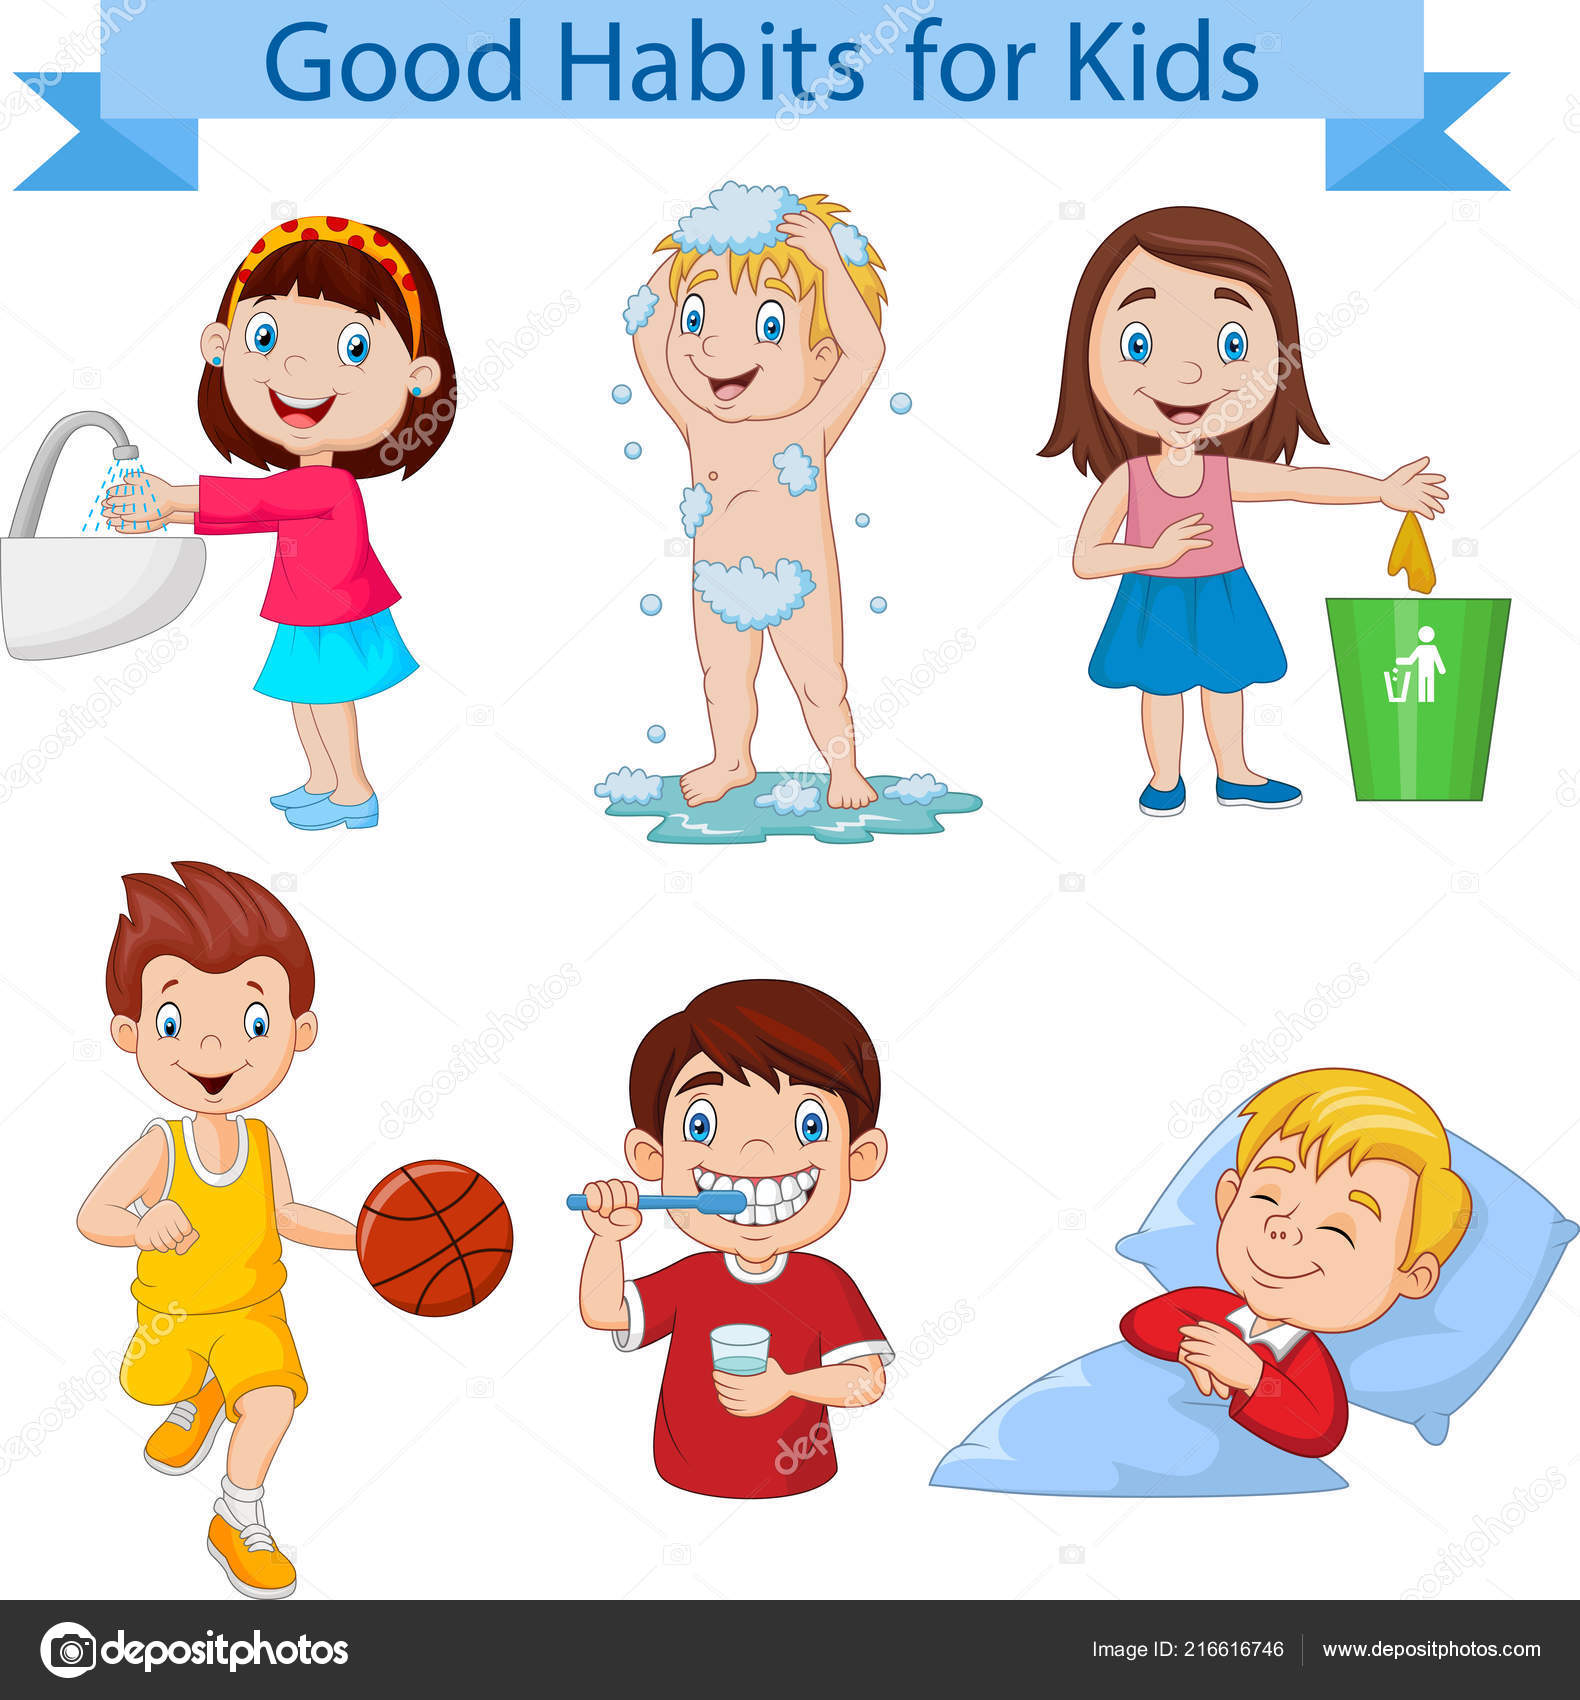 Good Habits for Kids
depositphotos
Image ID: 216616746
www.depositphotos.com